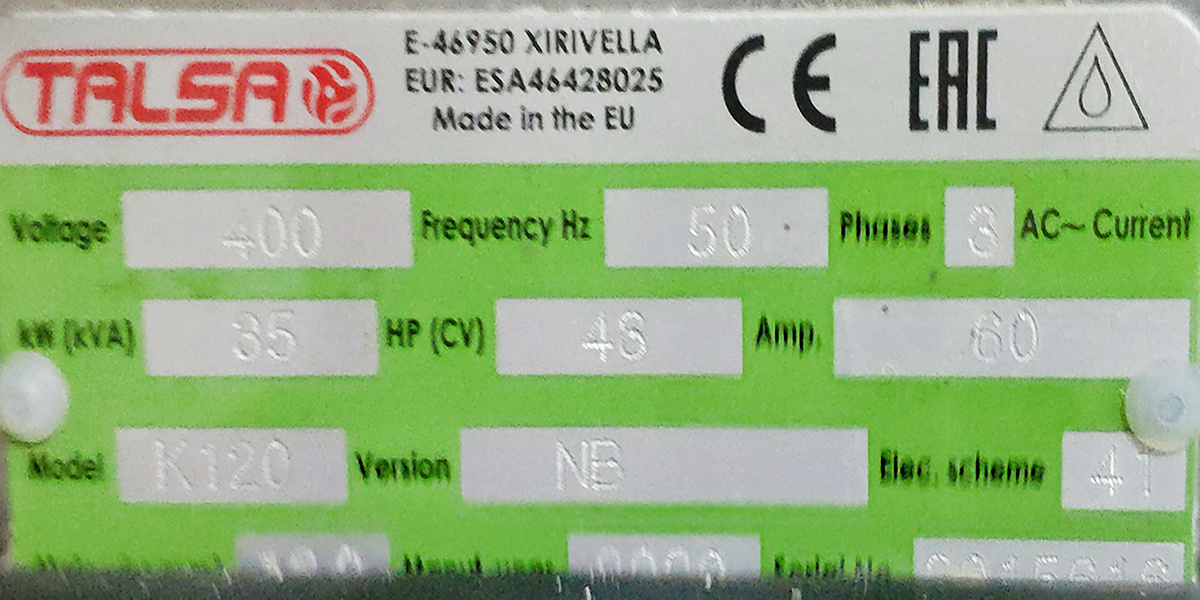 TALSA
E-46950 XIRIVELLA
EUR: ESA46428025
Made in the EU
CE
EAC
Voltage 400 Frequency Hz 50 Phases 3 AC~ Current
kW (kVA) 35 HP (CV) 48 Amp. 60
Model K120 Version NB Elec. scheme 41